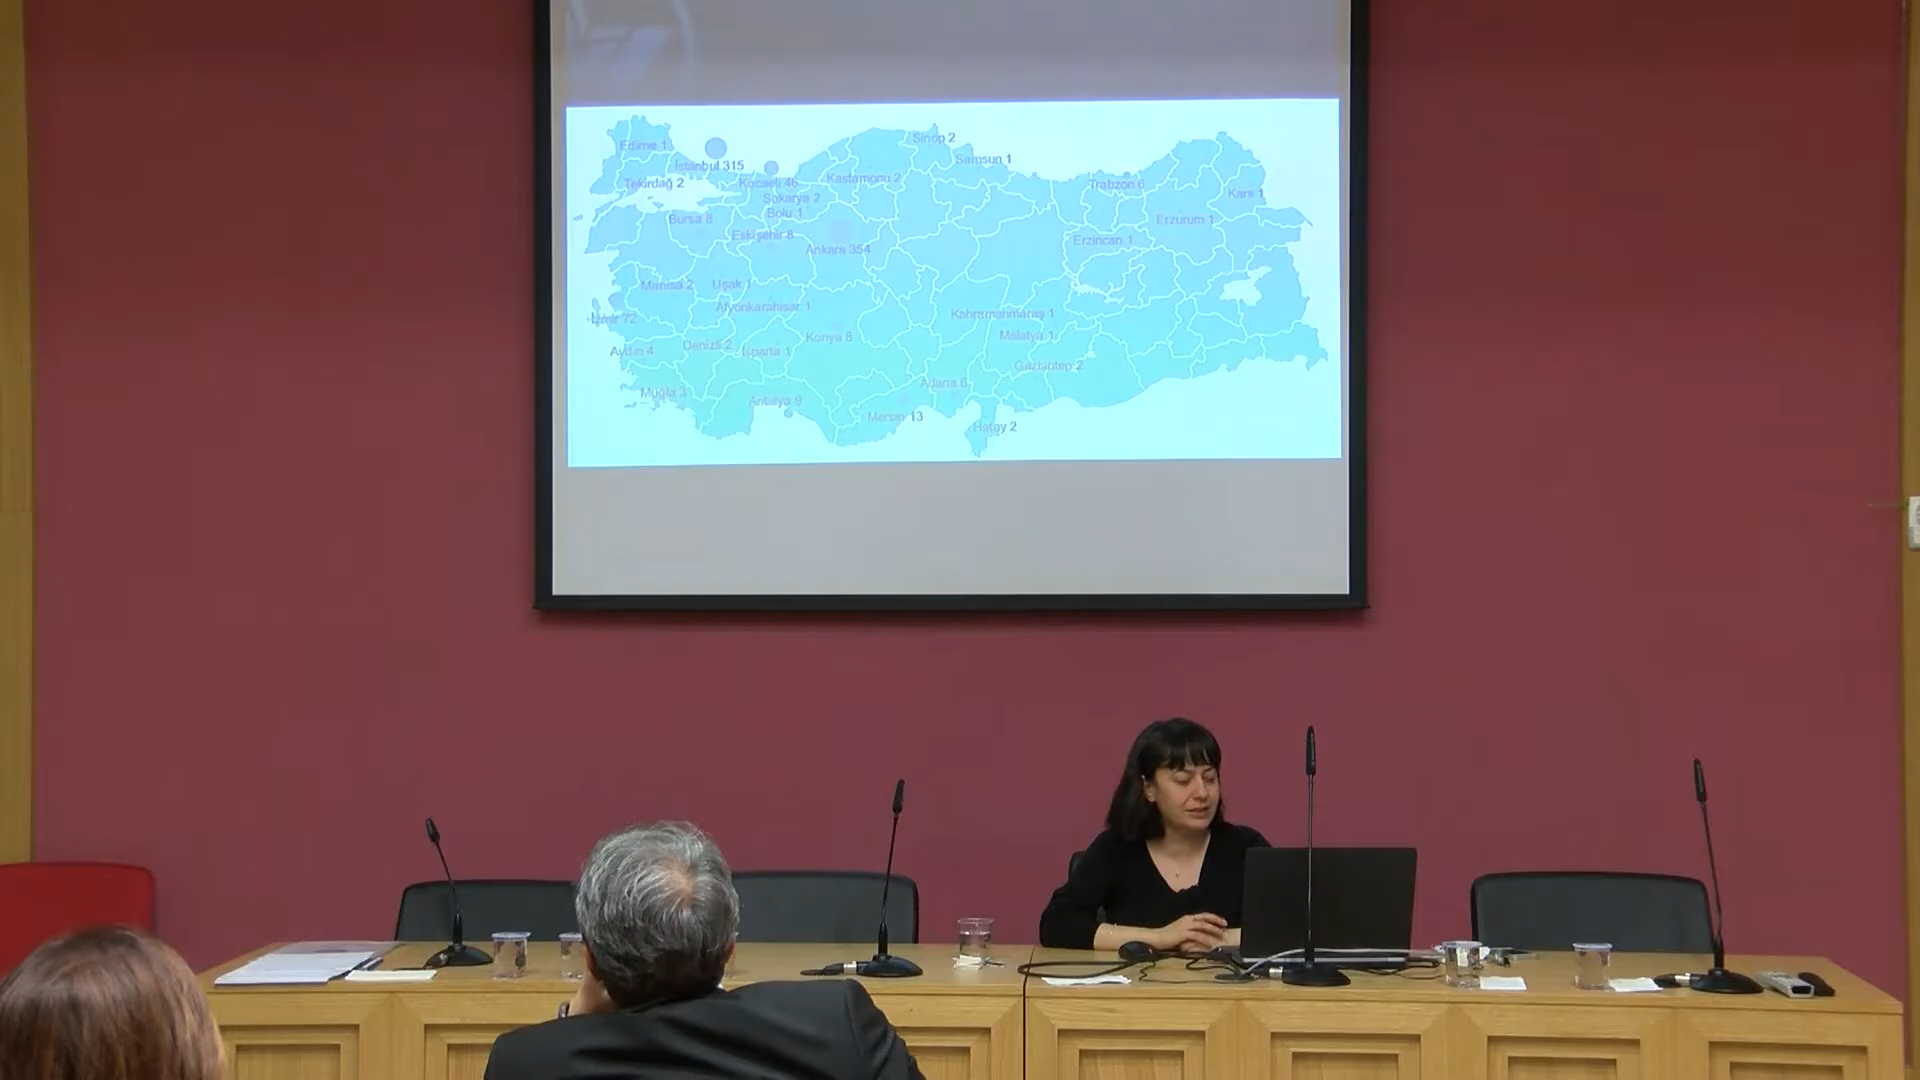 Sinop 2
Edirne 1
Samsun 1
İstanbul 315
Kastamonu 2
Tekirdağ 2
Kocaeli 46
Trabzon 6
Kars 1
Sakarya 2
Bolu 1
Bursa 8
Erzurum 1
Eskişehir 8
Erzincan 1
Ankara 354
Manisa 2
Uşak 1
Afyonkarahisar 1
Kahramanmaraş 1
İzmir 72
Konya 8
Malatya 1
Denizli 2
Isparta 1
Aydın 4
Gaziantep 2
Adana 6
Muğla 3
Antalya 9
Mersin 13
Hatay 2